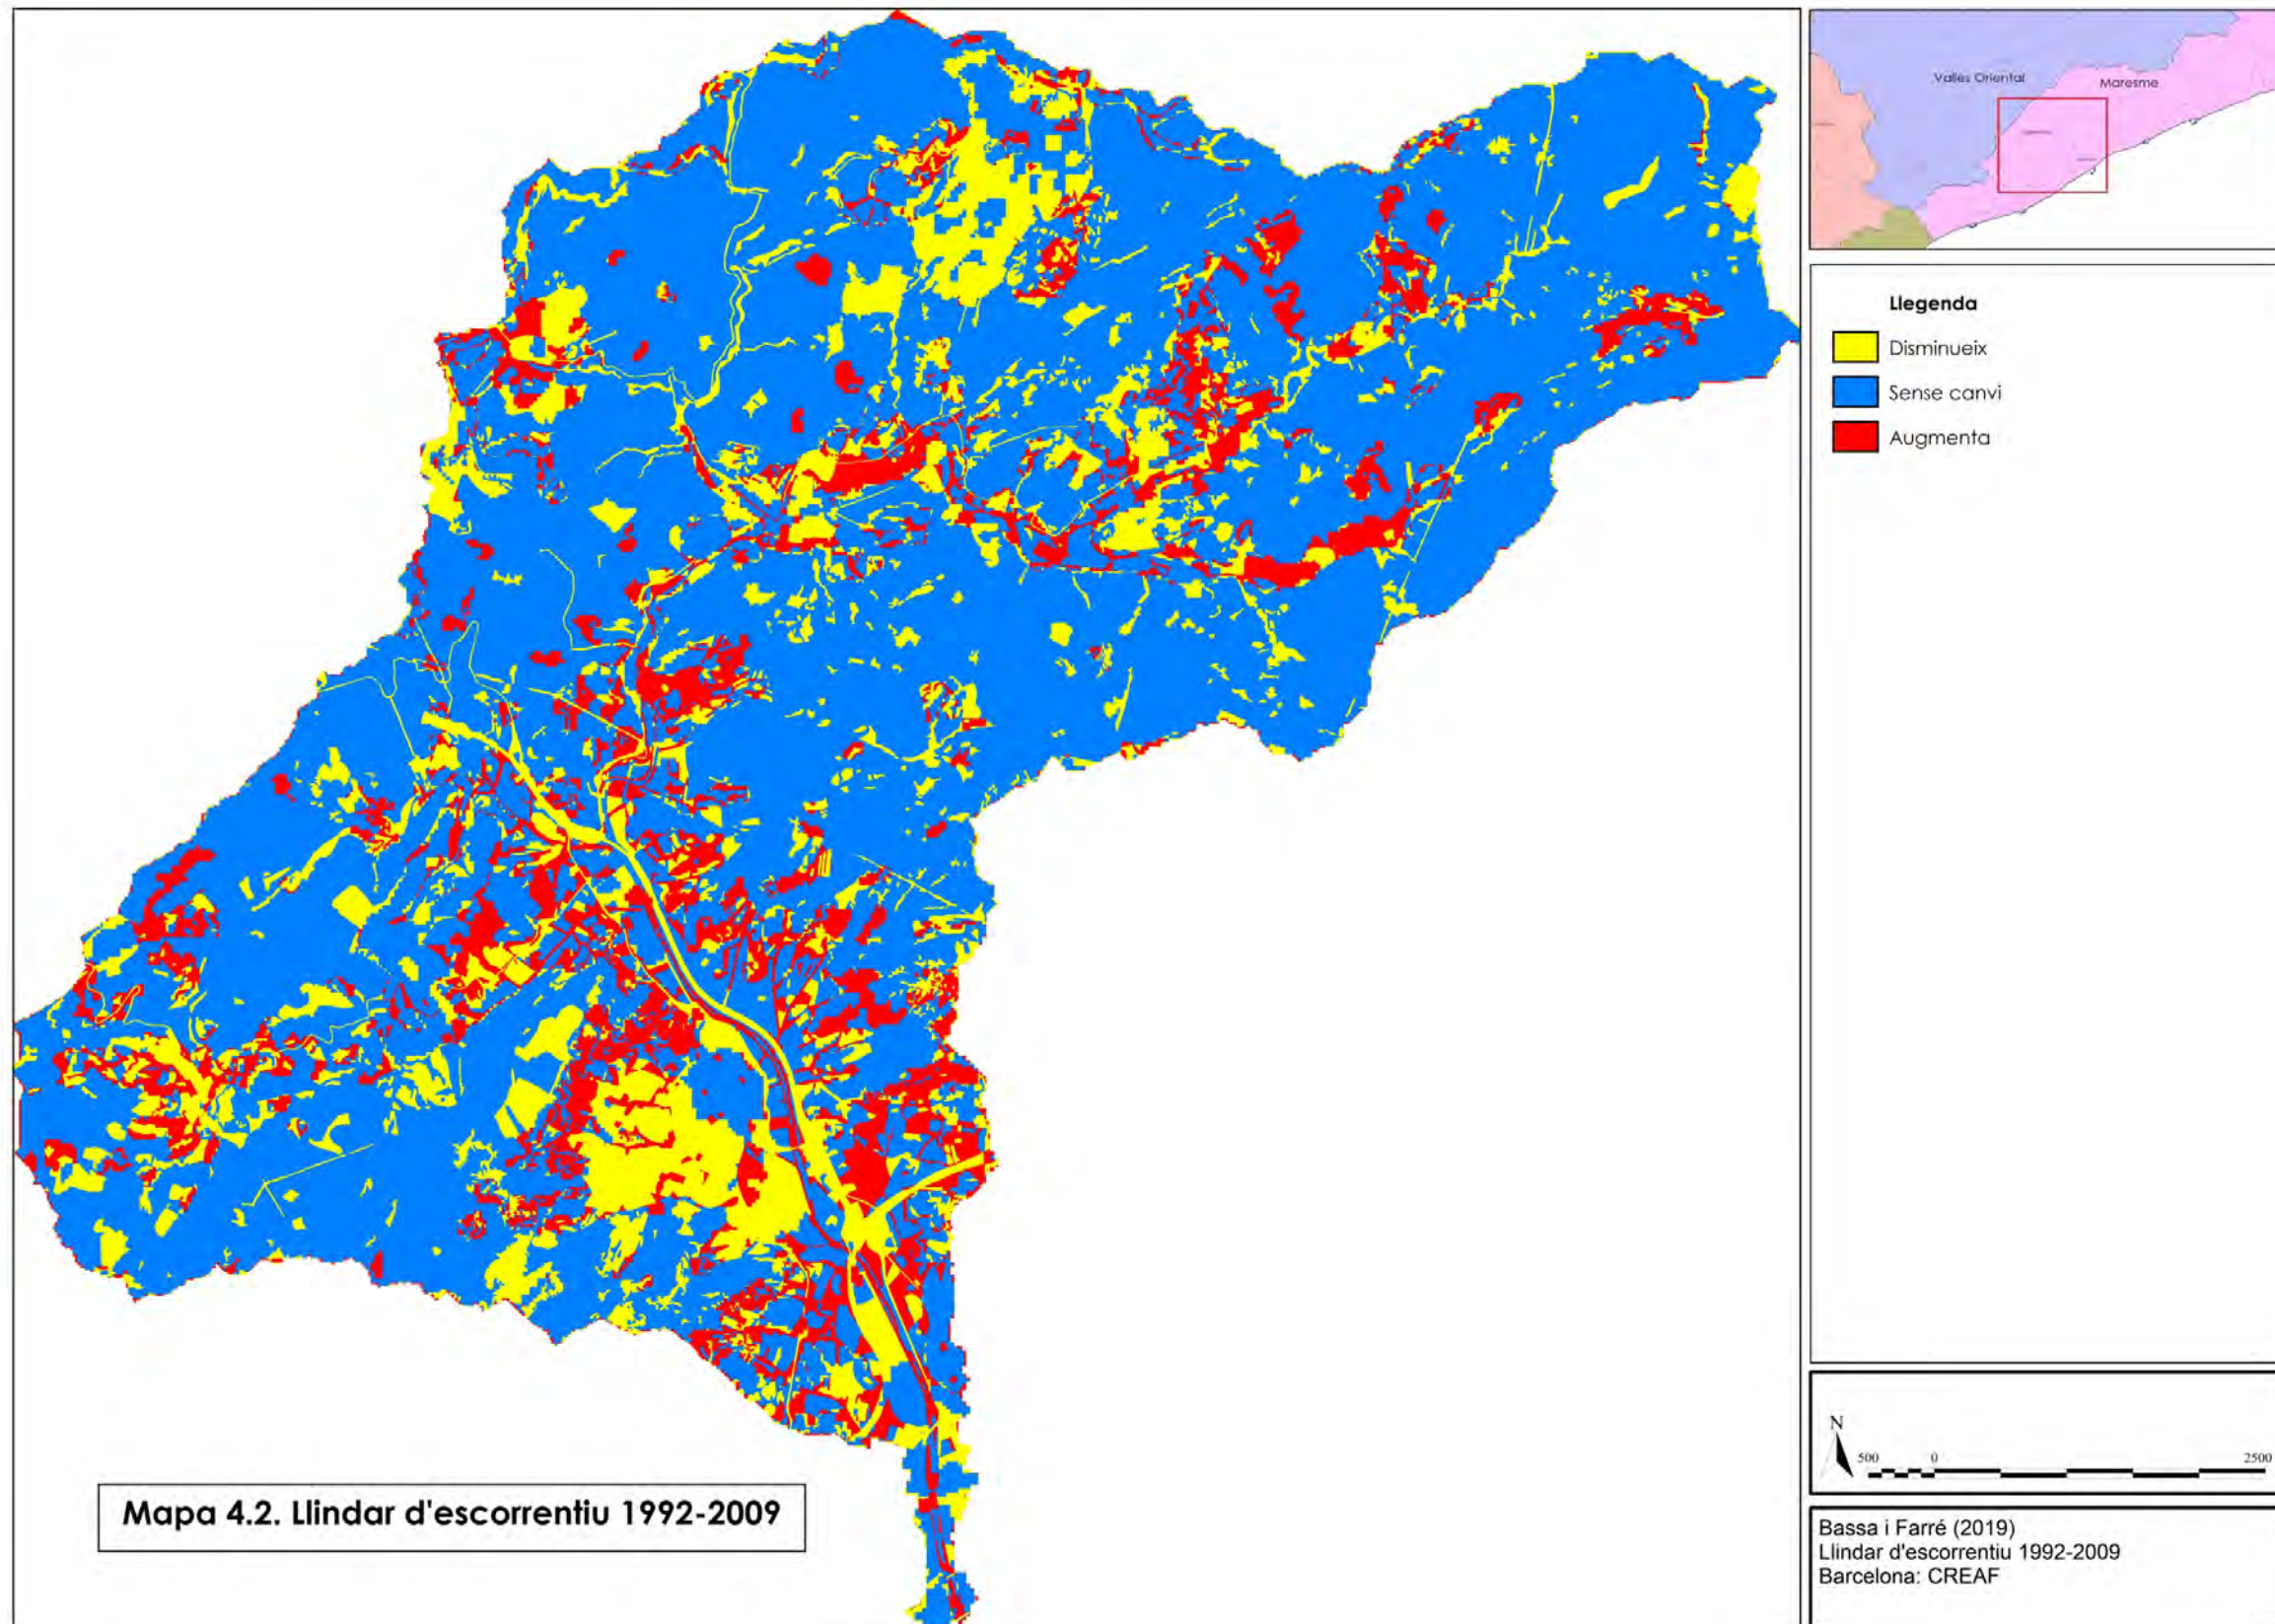 Vallès Oriental
Maresme
Llegenda
Disminueix
Sense canvi
Augmenta
N
500 0 2500
Mapa 4.2. Llindar d'escorrentiu 1992-2009
Bassa i Farré (2019)
Llindar d'escorrentiu 1992-2009
Barcelona: CREAF